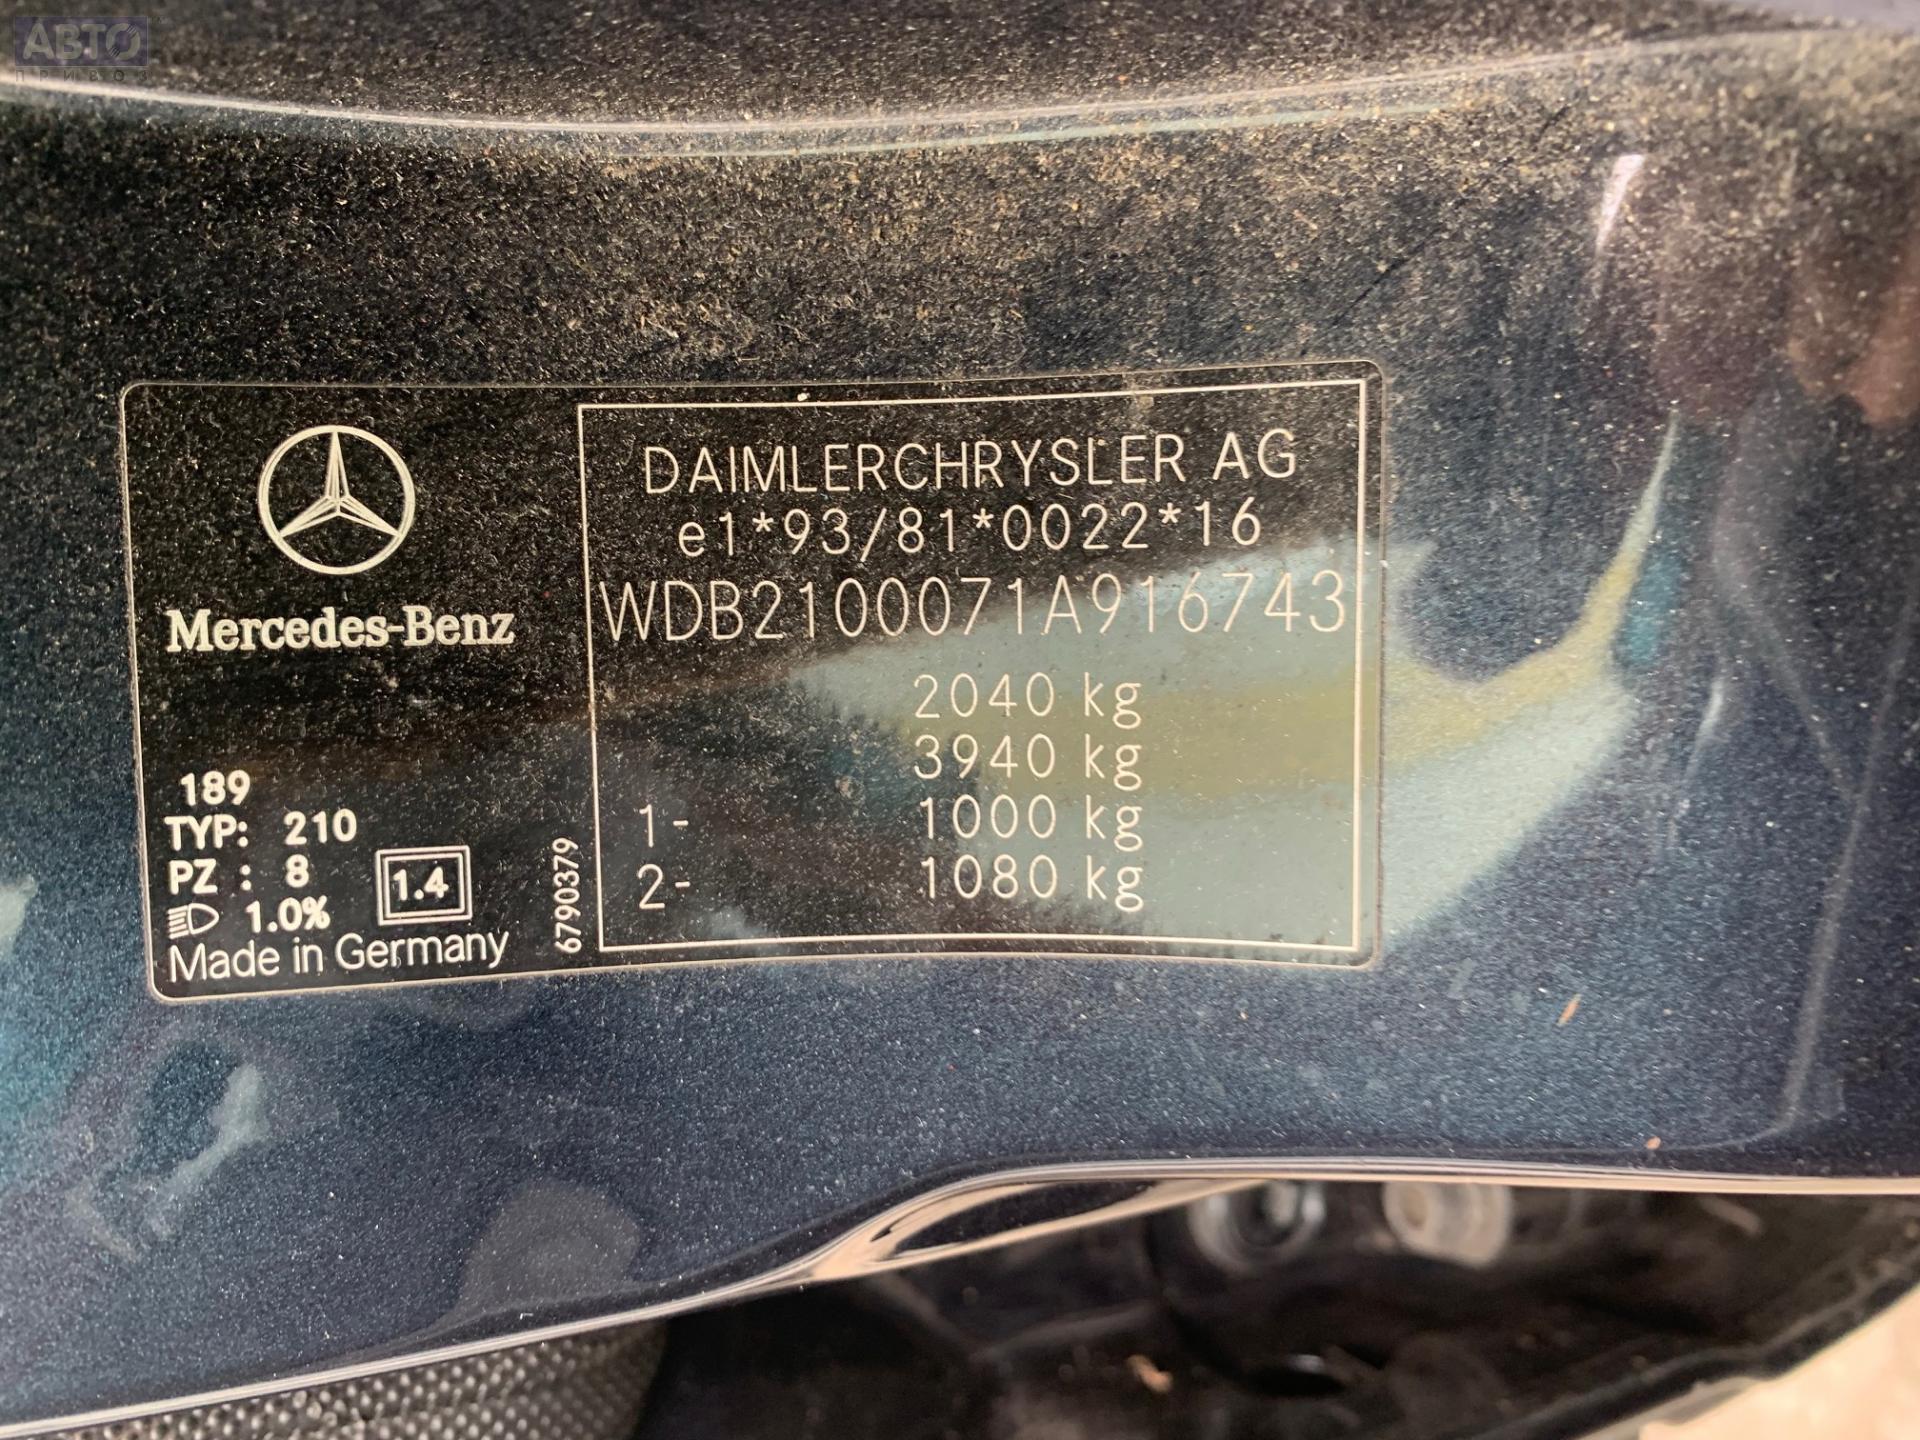 АВТО
ПРИВОЗ
Mercedes-Benz
189
TYP: 210
PZ : 8
1.0%
1.4
Made in Germany
6790379
DAIMLERCHRYSLER AG
e1*93/81*0022*16
WDB2100071A916743
2040 kg
3940 kg
1- 1000 kg
2- 1080 kg